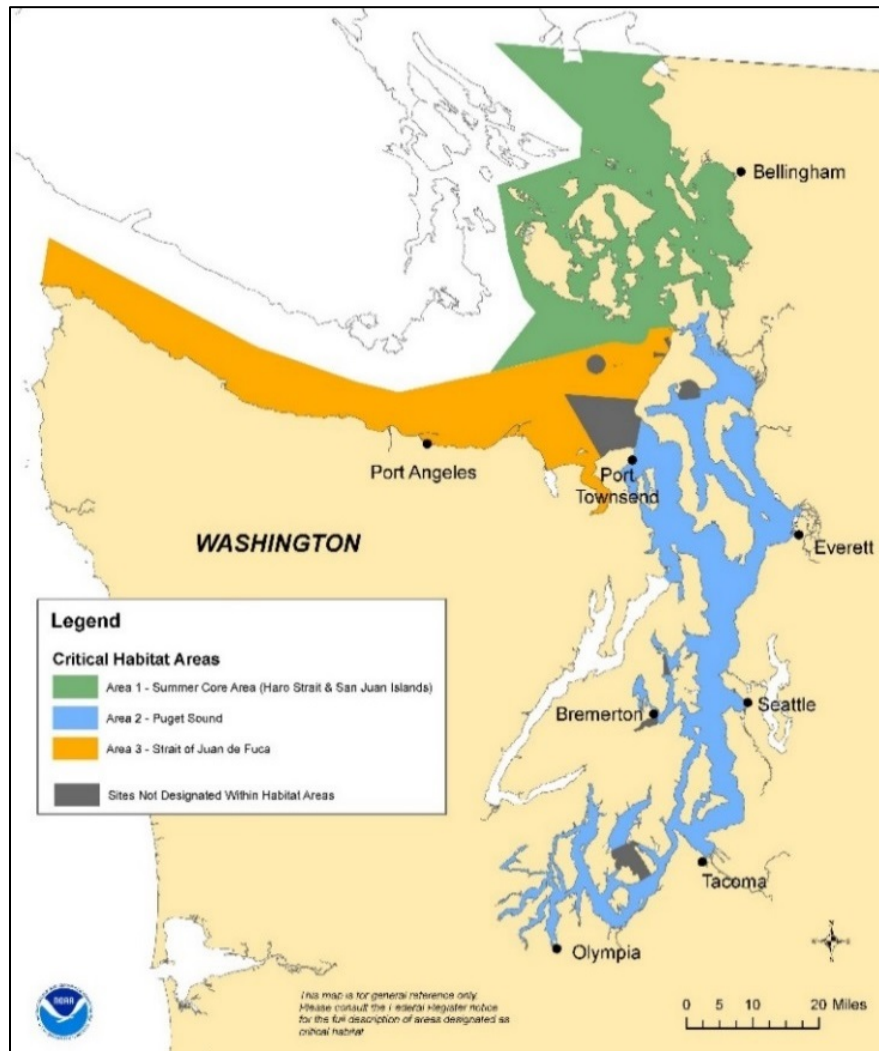 Bellingham
Port Angeles
Port
Townsend
WASHINGTON
Everett
Legend
Critical Habitat Areas
Area 1 - Summer Core Area (Haro Strait & San Juan Islands)
Area 2 - Puget Sound
Area 3 - Strait of Juan de Fuca
Sites Not Designated Within Habitat Areas
Bremerton
Seattle
Tacoma
Olympia
NOAA
This map is for general reference only.
Please consult the Federal Register notice
for the full description of areas designated as
critical habitat
0 5 10 20 Miles